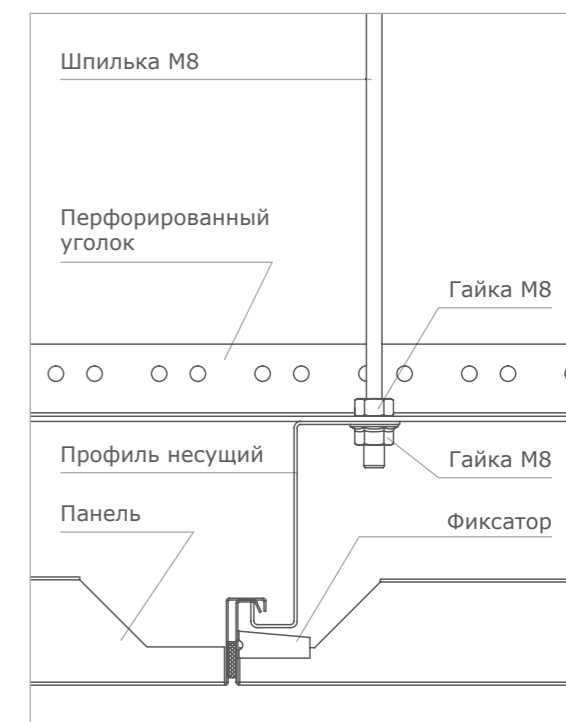 Шпилька М8
Перфорированный
уголок
Гайка М8
Профиль несущий
Гайка М8
Панель
Фиксатор